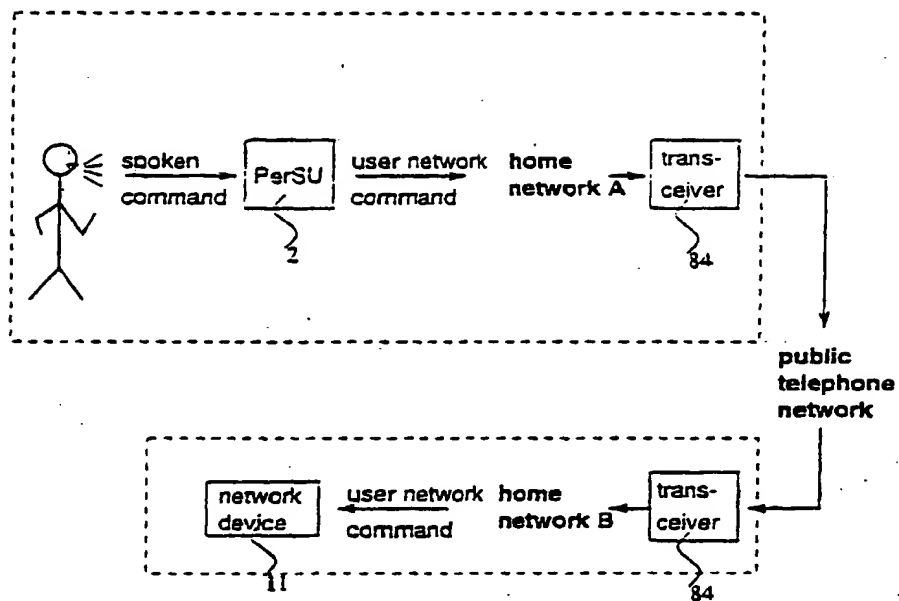 spoken
command
PerSU
2
user network
command
home
network A
trans-
ceiver
84
public
telephone
network
trans-
ceiver
84
home
network B
user network
command
network
device
11